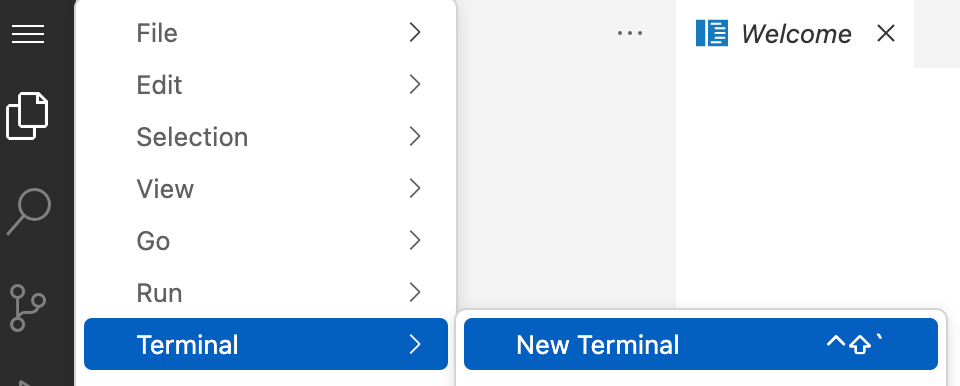 File
Edit
Selection
View
Go
Run
Terminal
... Welcome
New Terminal ^⇧`